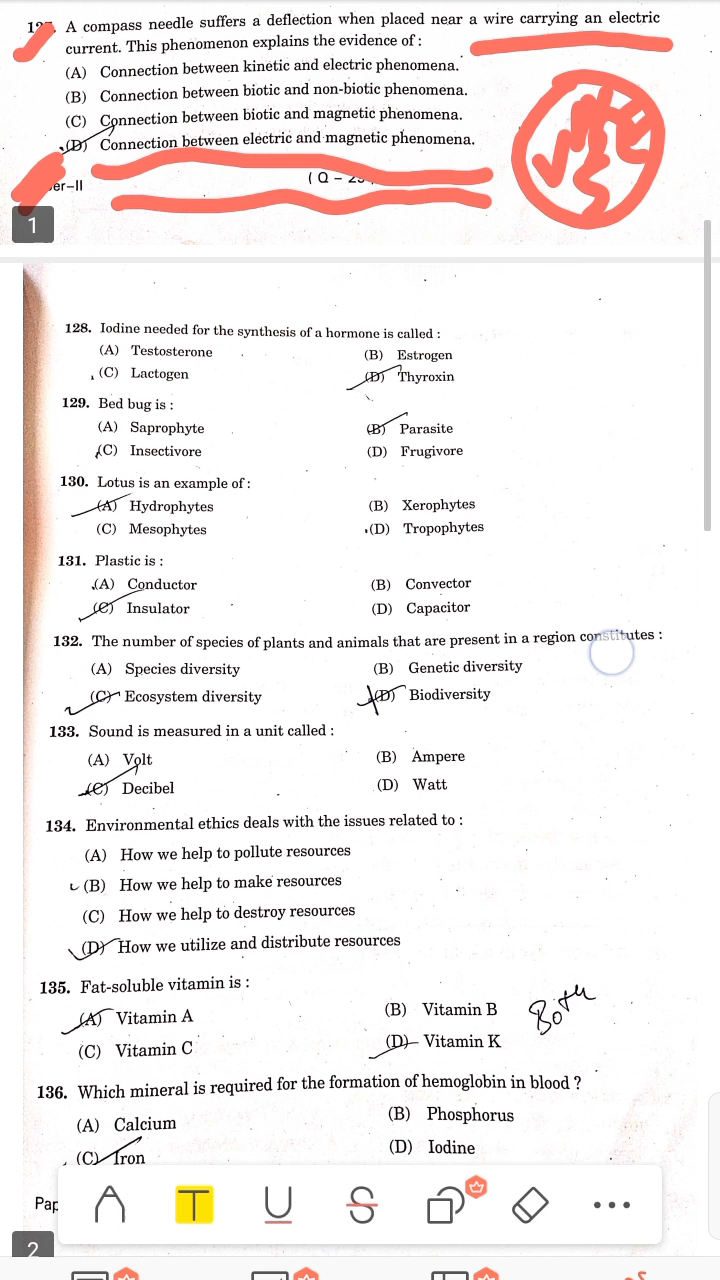 A compass needle suffers a deflection when placed near a wire carrying an electric
current. This phenomenon explains the evidence of :
(A) Connection between kinetic and electric phenomena.
(B) Connection between biotic and non-biotic phenomena.
(C) Connection between biotic and magnetic phenomena.
(D) Connection between electric and magnetic phenomena.
er–II
( Q –
1
128. Iodine needed for the synthesis of a hormone is called :
(A) Testosterone (B) Estrogen
(C) Lactogen (D) Thyroxin
129. Bed bug is :
(A) Saprophyte (B) Parasite
(C) Insectivore (D) Frugivore
130. Lotus is an example of :
(A) Hydrophytes (B) Xerophytes
(C) Mesophytes (D) Tropophytes
131. Plastic is :
(A) Conductor (B) Convector
(C) Insulator (D) Capacitor
132. The number of species of plants and animals that are present in a region constitutes :
(A) Species diversity (B) Genetic diversity
(C) Ecosystem diversity (D) Biodiversity
133. Sound is measured in a unit called :
(A) Volt (B) Ampere
(C) Decibel (D) Watt
134. Environmental ethics deals with the issues related to :
(A) How we help to pollute resources
(B) How we help to make resources
(C) How we help to destroy resources
(D) How we utilize and distribute resources
135. Fat-soluble vitamin is :
(A) Vitamin A (B) Vitamin B Both
(C) Vitamin C (D) Vitamin K
136. Which mineral is required for the formation of hemoglobin in blood ?
(A) Calcium (B) Phosphorus
(C) Iron (D) Iodine
Pap
2